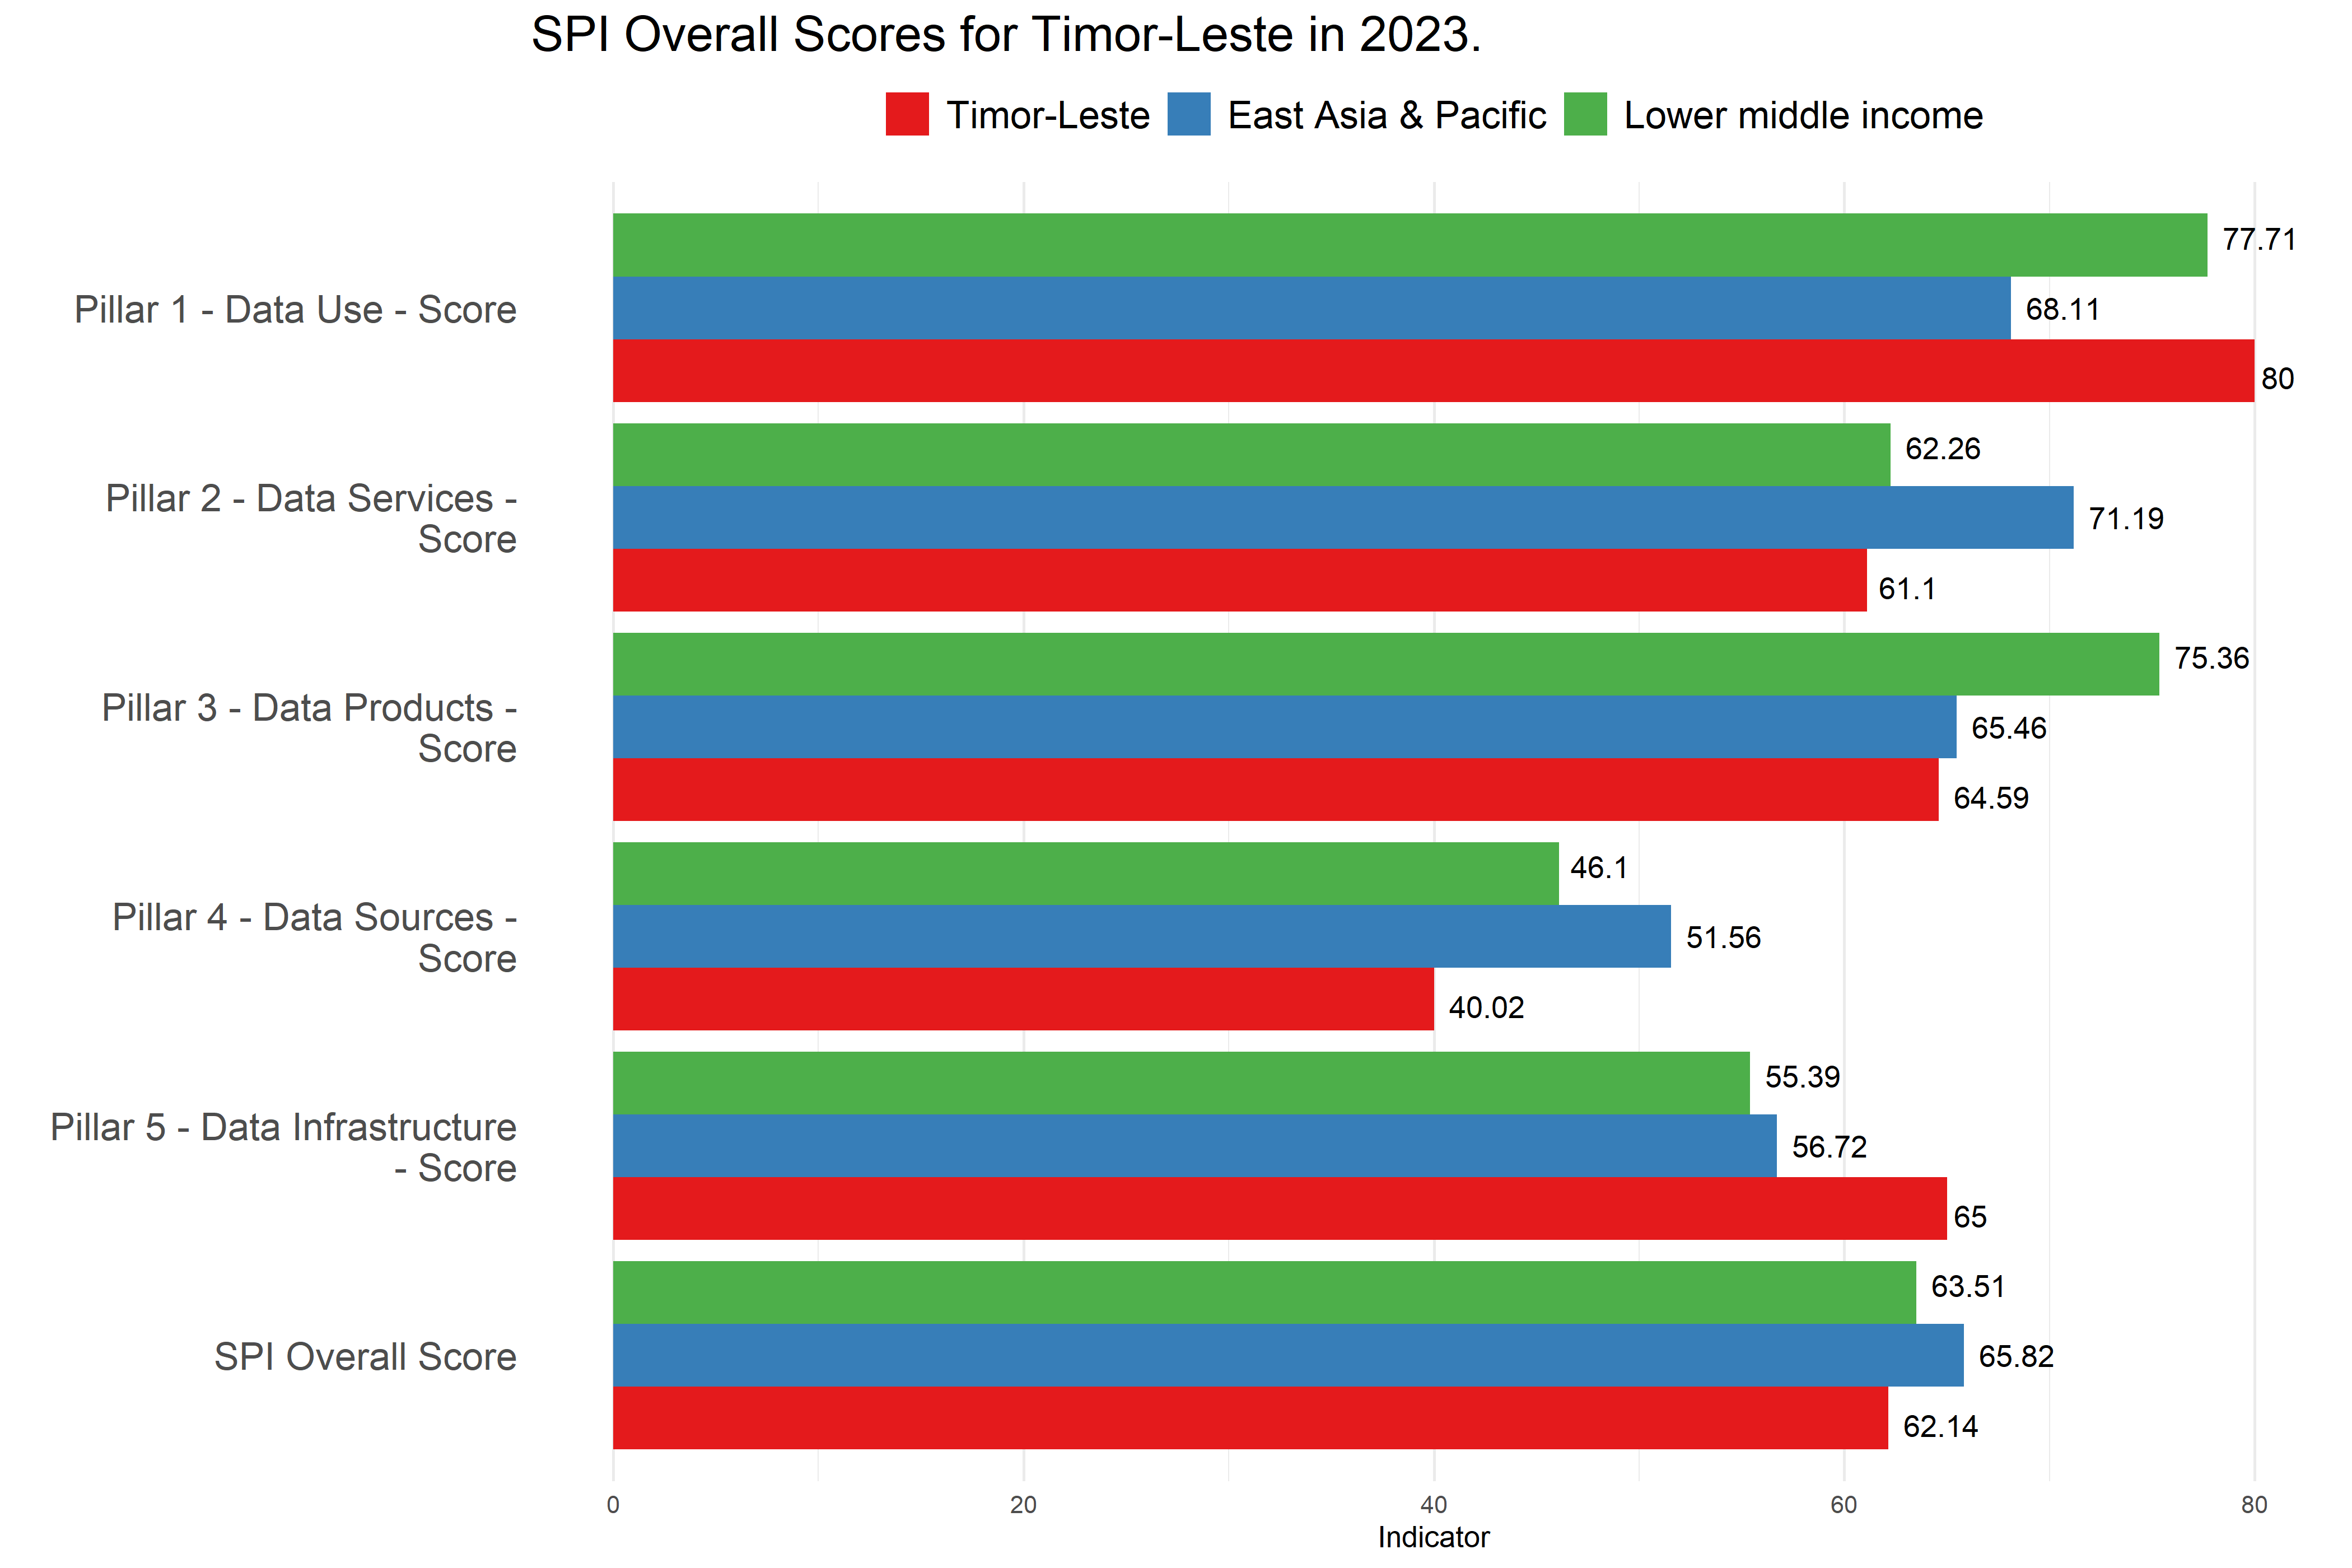 SPI Overall Scores for Timor-Leste in 2023.
Timor-Leste East Asia & Pacific Lower middle income
Pillar 1 - Data Use - Score
77.71
68.11
80
Pillar 2 - Data Services -
Score
62.26
71.19
61.1
Pillar 3 - Data Products -
Score
75.36
65.46
64.59
Pillar 4 - Data Sources -
Score
46.1
51.56
40.02
Pillar 5 - Data Infrastructure
- Score
55.39
56.72
65
SPI Overall Score
63.51
65.82
62.14
0 20 40 60 80
Indicator